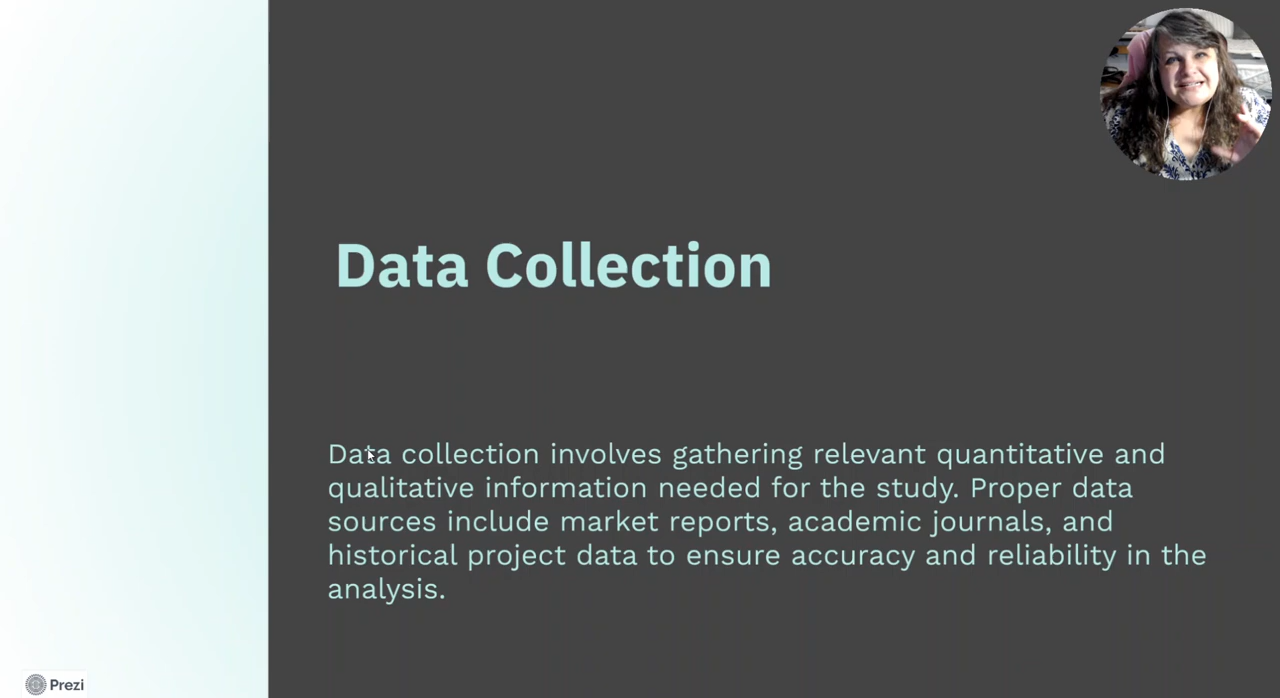 Data Collection
Data collection involves gathering relevant quantitative and
qualitative information needed for the study. Proper data
sources include market reports, academic journals, and
historical project data to ensure accuracy and reliability in the
analysis.
Prezi